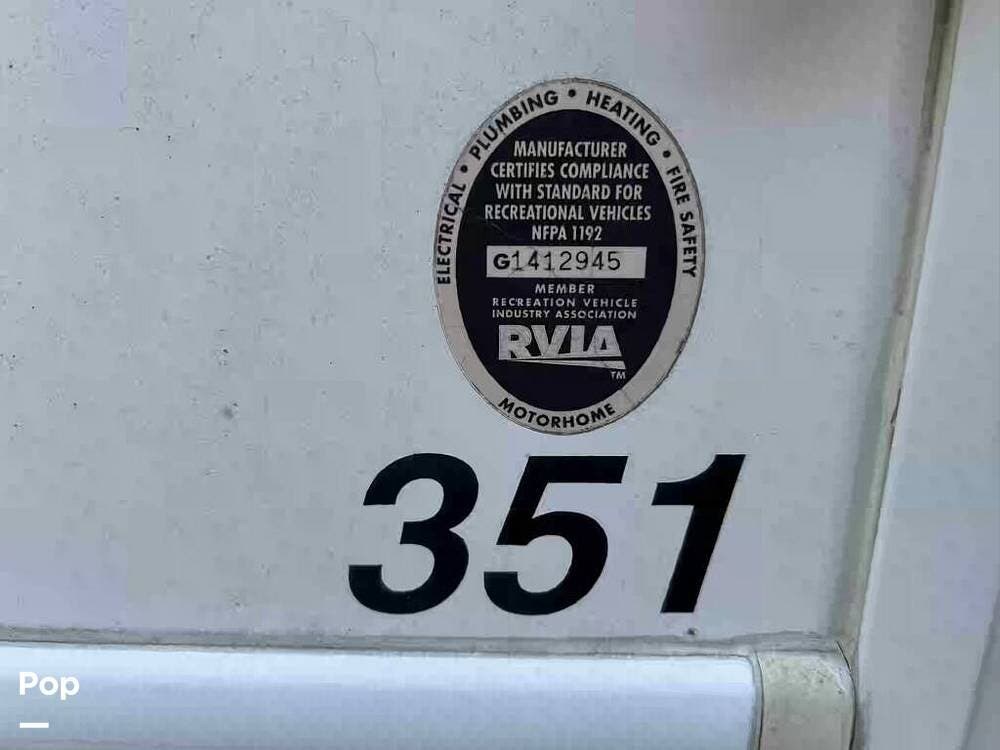 ELECTRICAL • PLUMBING • HEATING • FIRE SAFETY
MANUFACTURER
CERTIFIES COMPLIANCE
WITH STANDARD FOR
RECREATIONAL VEHICLES
NFPA 1192
G1412945
MEMBER
RECREATION VEHICLE
INDUSTRY ASSOCIATION
RVIA
TM
MOTORHOME
351
Pop